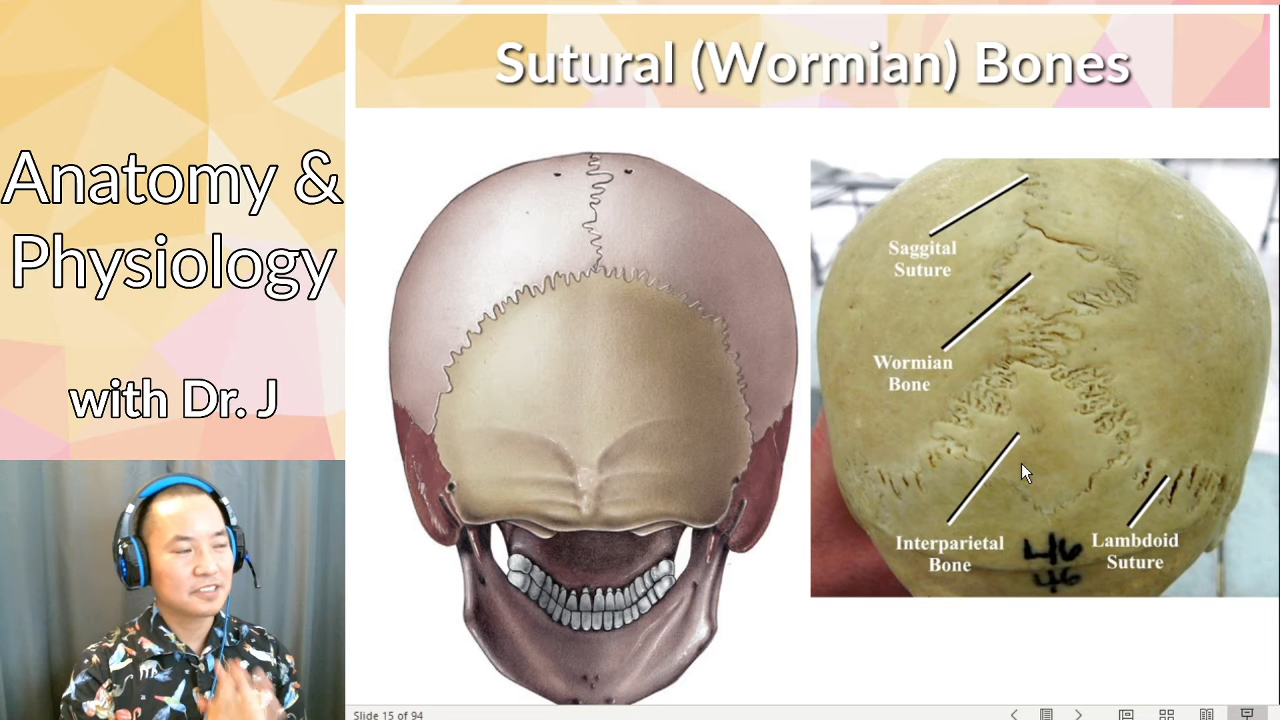 Sutural (Wormian) Bones
Anatomy &
Physiology
with Dr. J
Saggital
Suture
Wormian
Bone
Interparietal
Bone
Lambdoid
Suture
46
46
Slide 15 of 94